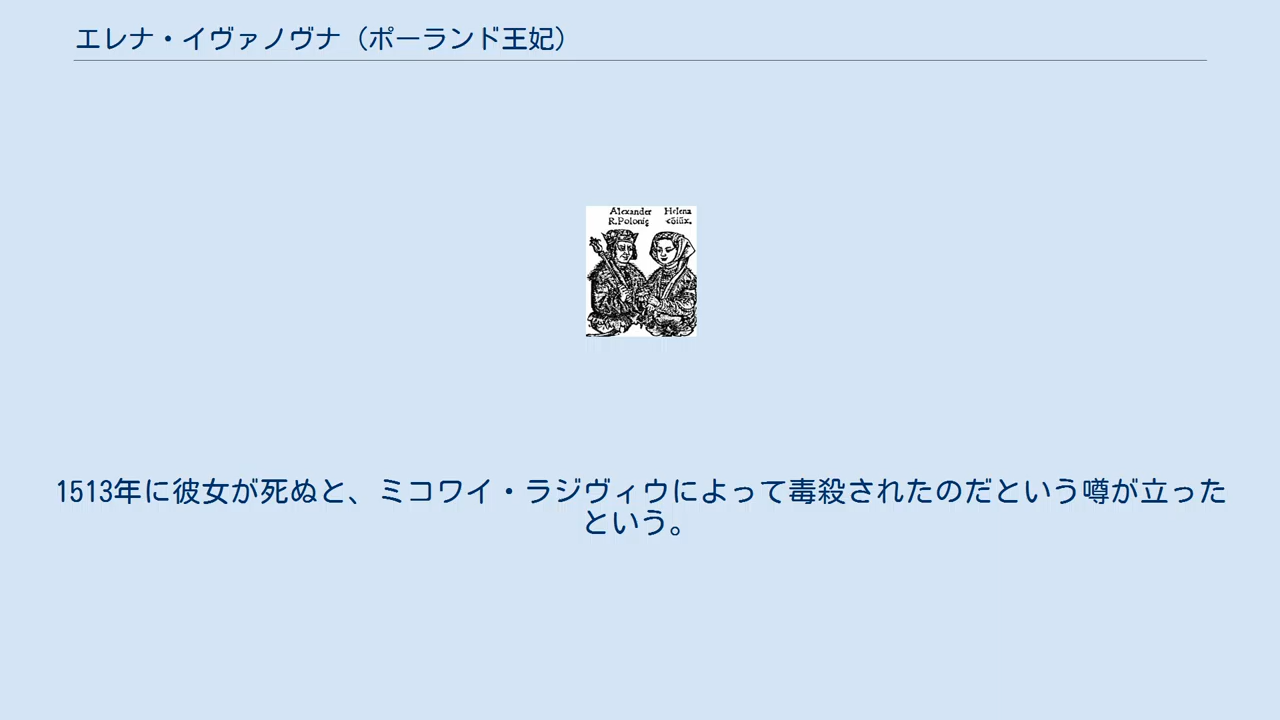 エレナ・イヴァノヴナ（ポーランド王妃）
Alexander Helena
R.Polonię cōiūx.
1513年に彼女が死ぬと、ミコワイ・ラジヴィウによって毒殺されたのだという噂が立った
という。